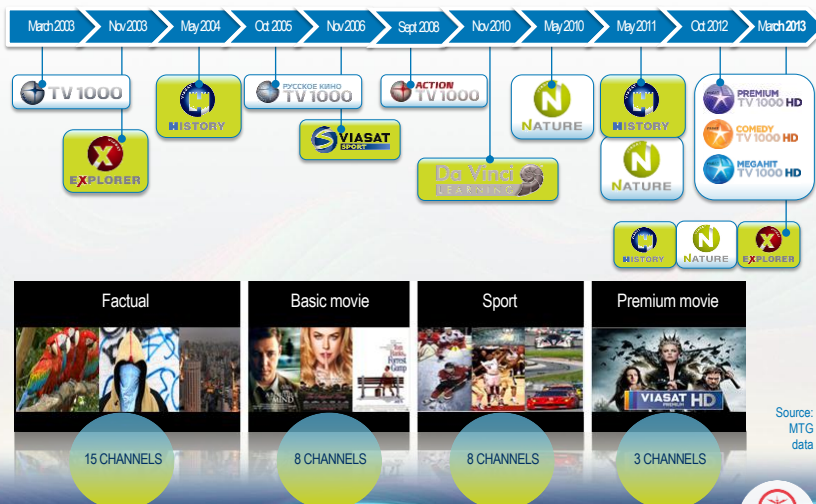 March 2003
Nov 2003
May 2004
Oct 2005
Nov 2006
Sept 2008
Nov 2010
May 2010
May 2011
Oct 2012
March 2013
TV 1000
EXPLORER
HISTORY
РУССКОЕ КИНО
TV 1000
VIASAT
SPORT
ACTION
TV 1000
Da Vinci
LEARNING
NATURE
HISTORY
NATURE
PREMIUM
TV 1000 HD
COMEDY
TV 1000 HD
MEGAHIT
TV 1000 HD
HISTORY
NATURE
EXPLORER
Factual
Basic movie
Sport
Premium movie
Tom
Hanks
Forrest
Gump
MIND
VIASAT HD
PREMIUM
Source:
MTG
data
15 CHANNELS
8 CHANNELS
8 CHANNELS
3 CHANNELS